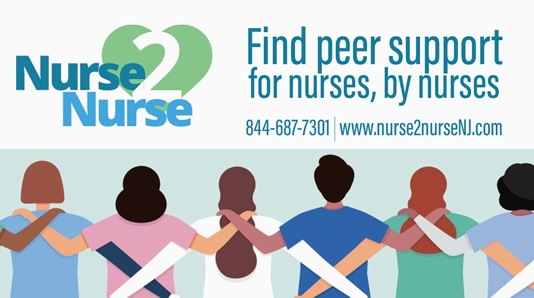 Nurse 2
Nurse
Find peer support
for nurses, by nurses
844-687-7301 | www.nurse2nurseNJ.com